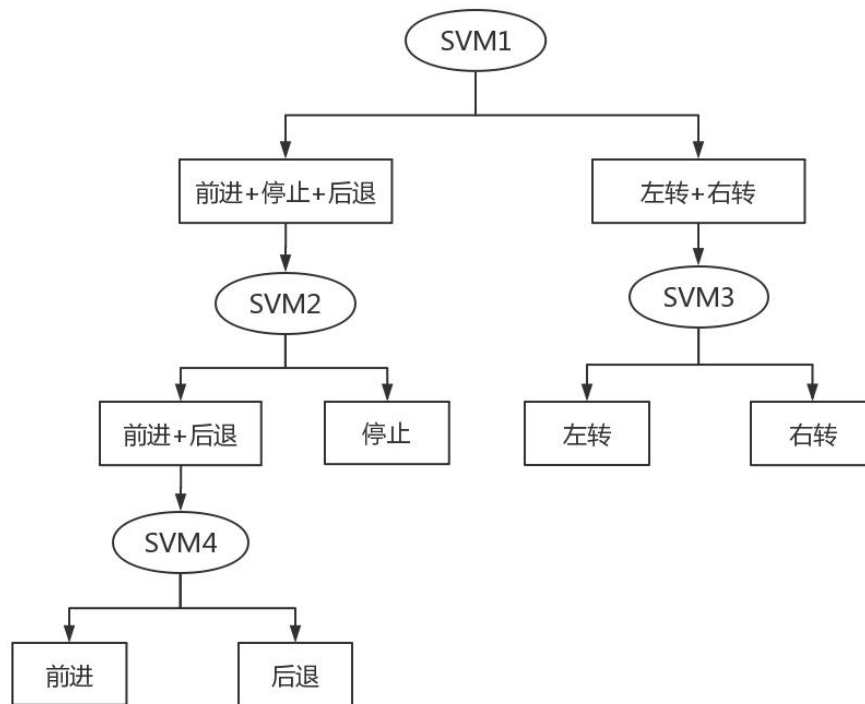 SVM1
前进+停止+后退
左转+右转
SVM2
SVM3
前进+后退
停止
左转
右转
SVM4
前进
后退